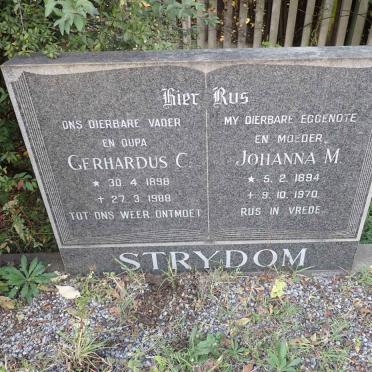 Hier Rus
ONS DIERBARE VADER
EN OUPA
GERHARDUS C.
* 30. 4. 1898
+ 27. 3. 1988
TOT ONS WEER ONTMOET
MY DIERBARE EGGENOTE
EN MOEDER,
JOHANNA M.
* 5. 2. 1894
+ 9. 10. 1970
RUS IN VREDE
STRYDOM